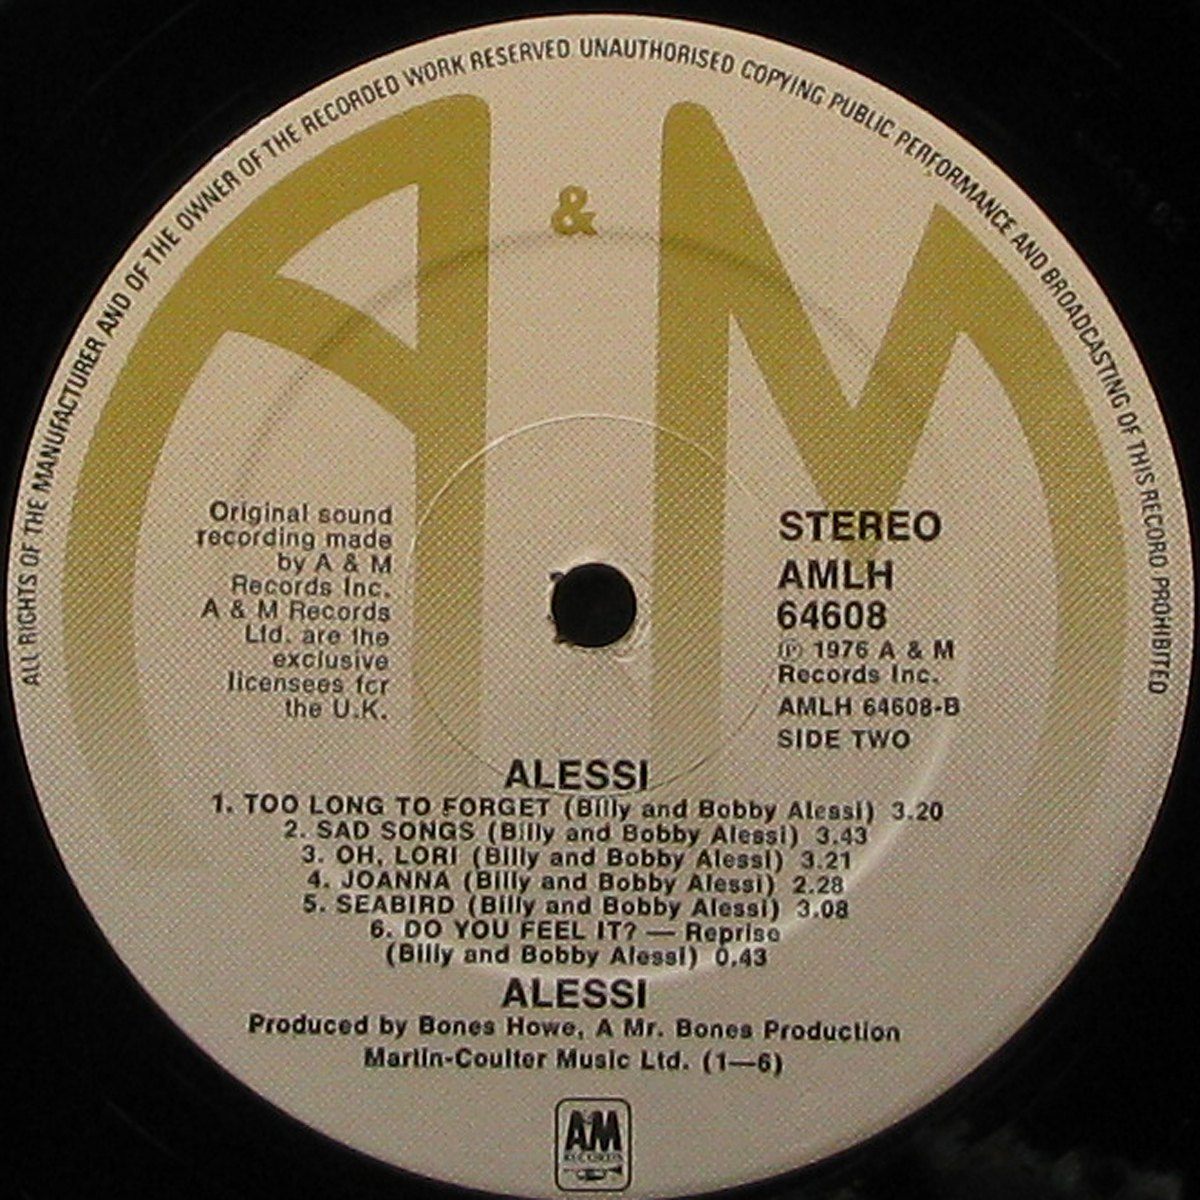 ALL RIGHTS OF THE MANUFACTURER AND OF THE OWNER OF THE RECORDED WORK RESERVED UNAUTHORISED COPYING PUBLIC PERFORMANCE AND BROADCASTING OF THIS RECORD PROHIBITED
A & M
Original sound
recording made
by A & M
Records Inc.
A & M Records
Ltd. are the
exclusive
licensees for
the U.K.
STEREO
AMLH
64608
℗ 1976 A & M
Records Inc.
AMLH 64608-B
SIDE TWO
ALESSI
1. TOO LONG TO FORGET (Billy and Bobby Alessi) 3.20
2. SAD SONGS (Billy and Bobby Alessi) 3.43
3. OH, LORI (Billy and Bobby Alessi) 3.21
4. JOANNA (Billy and Bobby Alessi) 2.28
5. SEABIRD (Billy and Bobby Alessi) 3.08
6. DO YOU FEEL IT? — Reprise
(Billy and Bobby Alessi) 0.43
ALESSI
Produced by Bones Howe, A Mr. Bones Production
Martin-Coulter Music Ltd. (1—6)
A&M
RECORDS